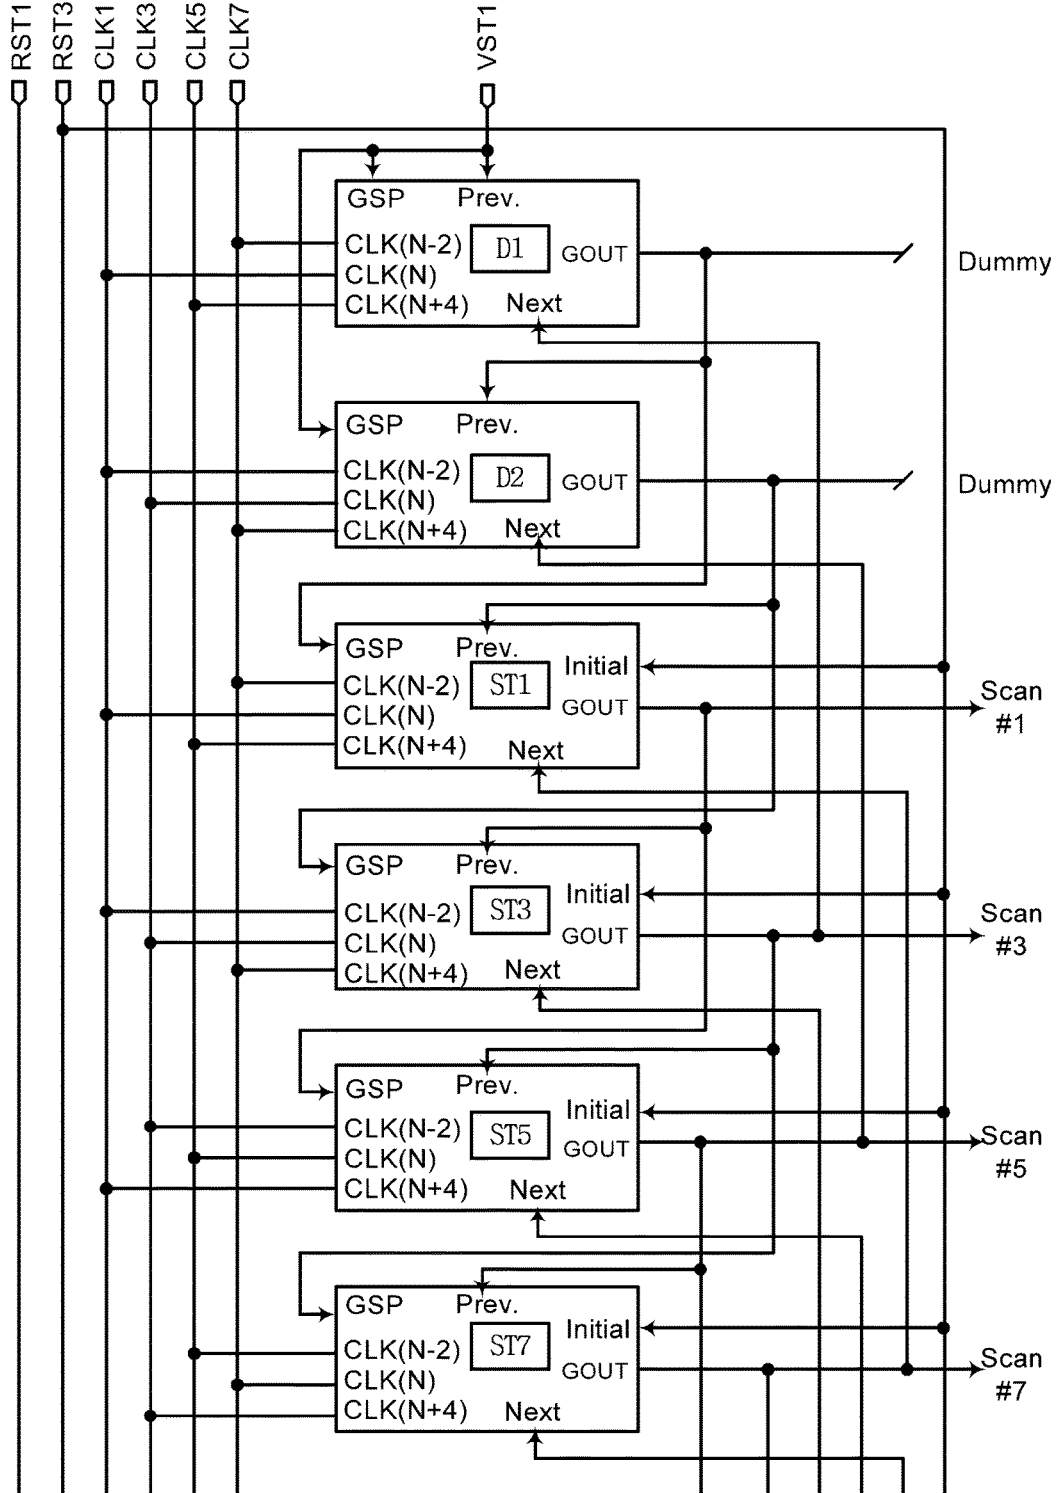 RST1
RST3
CLK1
CLK3
CLK5
CLK7
VST1
GSP Prev.
CLK(N-2) D1 GOUT
CLK(N)
CLK(N+4) Next
Dummy
GSP Prev.
CLK(N-2) D2 GOUT
CLK(N)
CLK(N+4) Next
Dummy
GSP Prev.
Initial
CLK(N-2) ST1 GOUT
CLK(N)
CLK(N+4) Next
Scan
#1
GSP Prev.
Initial
CLK(N-2) ST3 GOUT
CLK(N)
CLK(N+4) Next
Scan
#3
GSP Prev.
Initial
CLK(N-2) ST5 GOUT
CLK(N)
CLK(N+4) Next
Scan
#5
GSP Prev.
Initial
CLK(N-2) ST7 GOUT
CLK(N)
CLK(N+4) Next
Scan
#7